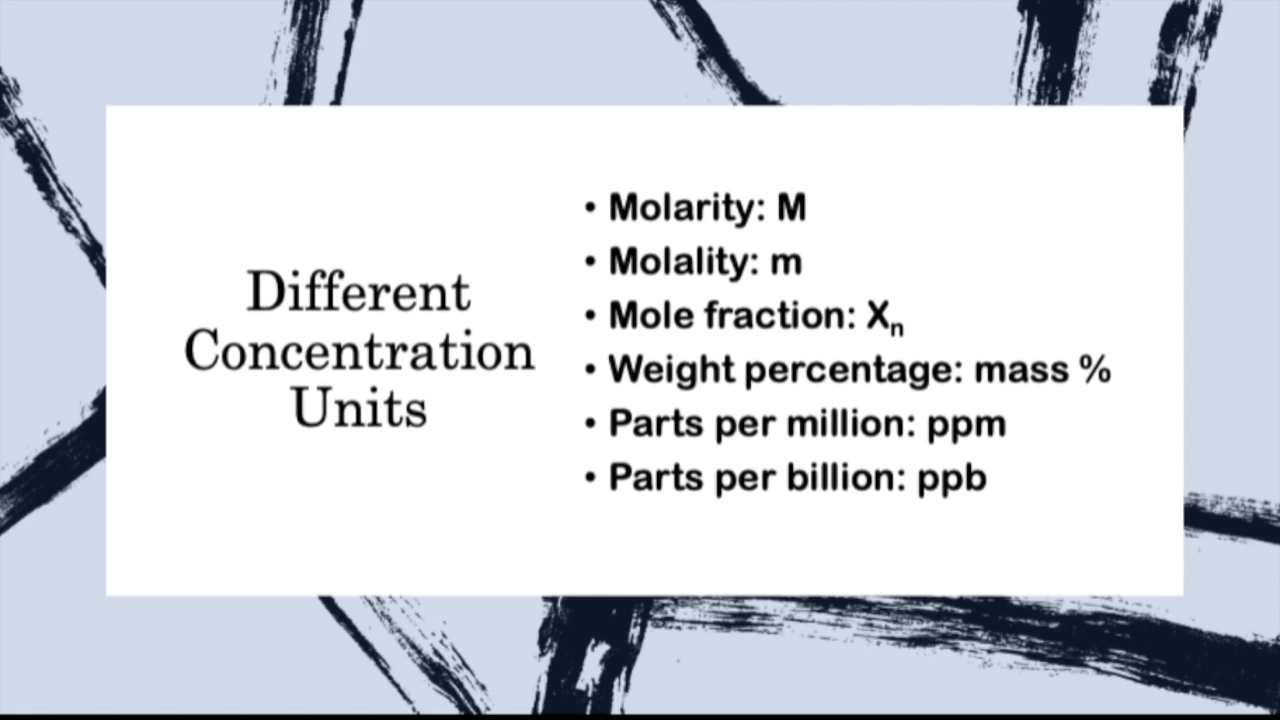 Different
Concentration
Units
• Molarity: M
• Molality: m
• Mole fraction: Xₙ
• Weight percentage: mass %
• Parts per million: ppm
• Parts per billion: ppb